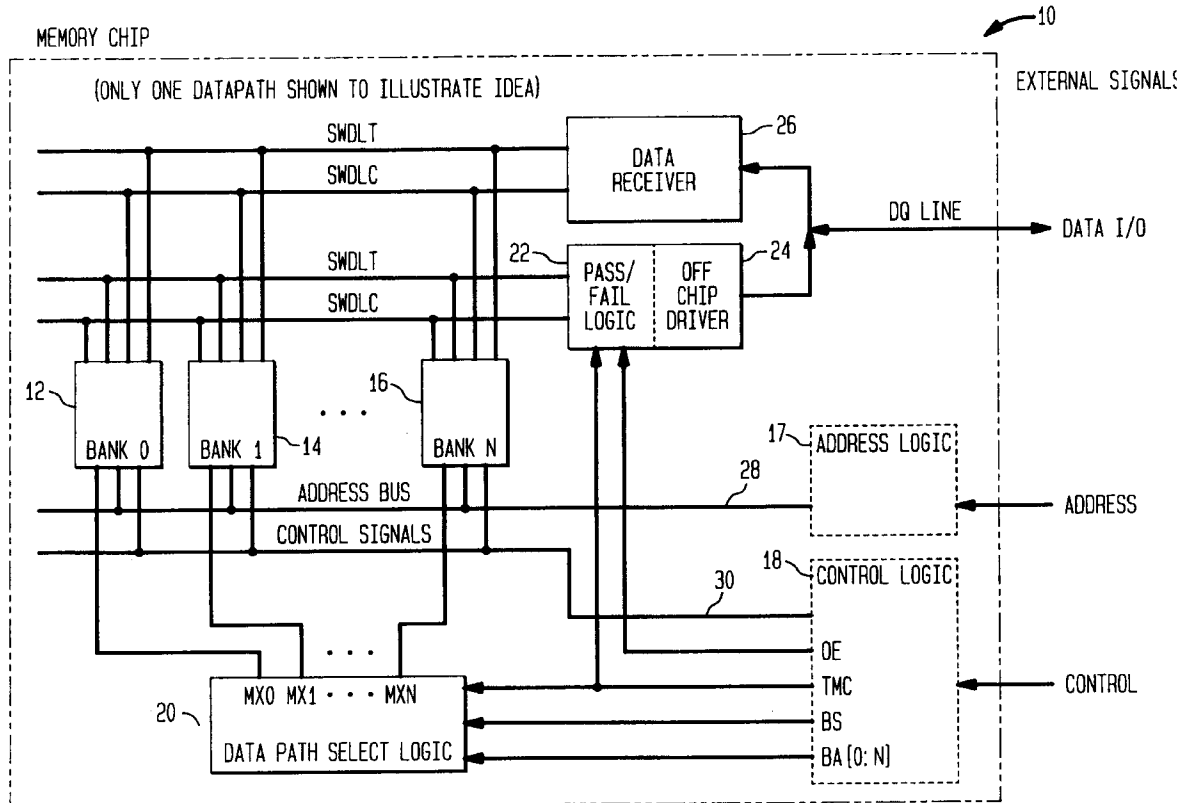 10
MEMORY CHIP
(ONLY ONE DATAPATH SHOWN TO ILLUSTRATE IDEA)
EXTERNAL SIGNALS
SWDLT
26
DATA
RECEIVER
SWDLC
DQ LINE
DATA I/O
22
24
SWDLT
PASS/
FAIL
LOGIC
OFF
CHIP
DRIVER
SWDLC
12
BANK 0
14
BANK 1
16
BANK N
...
17
ADDRESS LOGIC
ADDRESS BUS
28
ADDRESS
CONTROL SIGNALS
18
CONTROL LOGIC
30
OE
...
TMC
CONTROL
MX0 MX1 ... MXN
20
BS
DATA PATH SELECT LOGIC
BA[0:N]